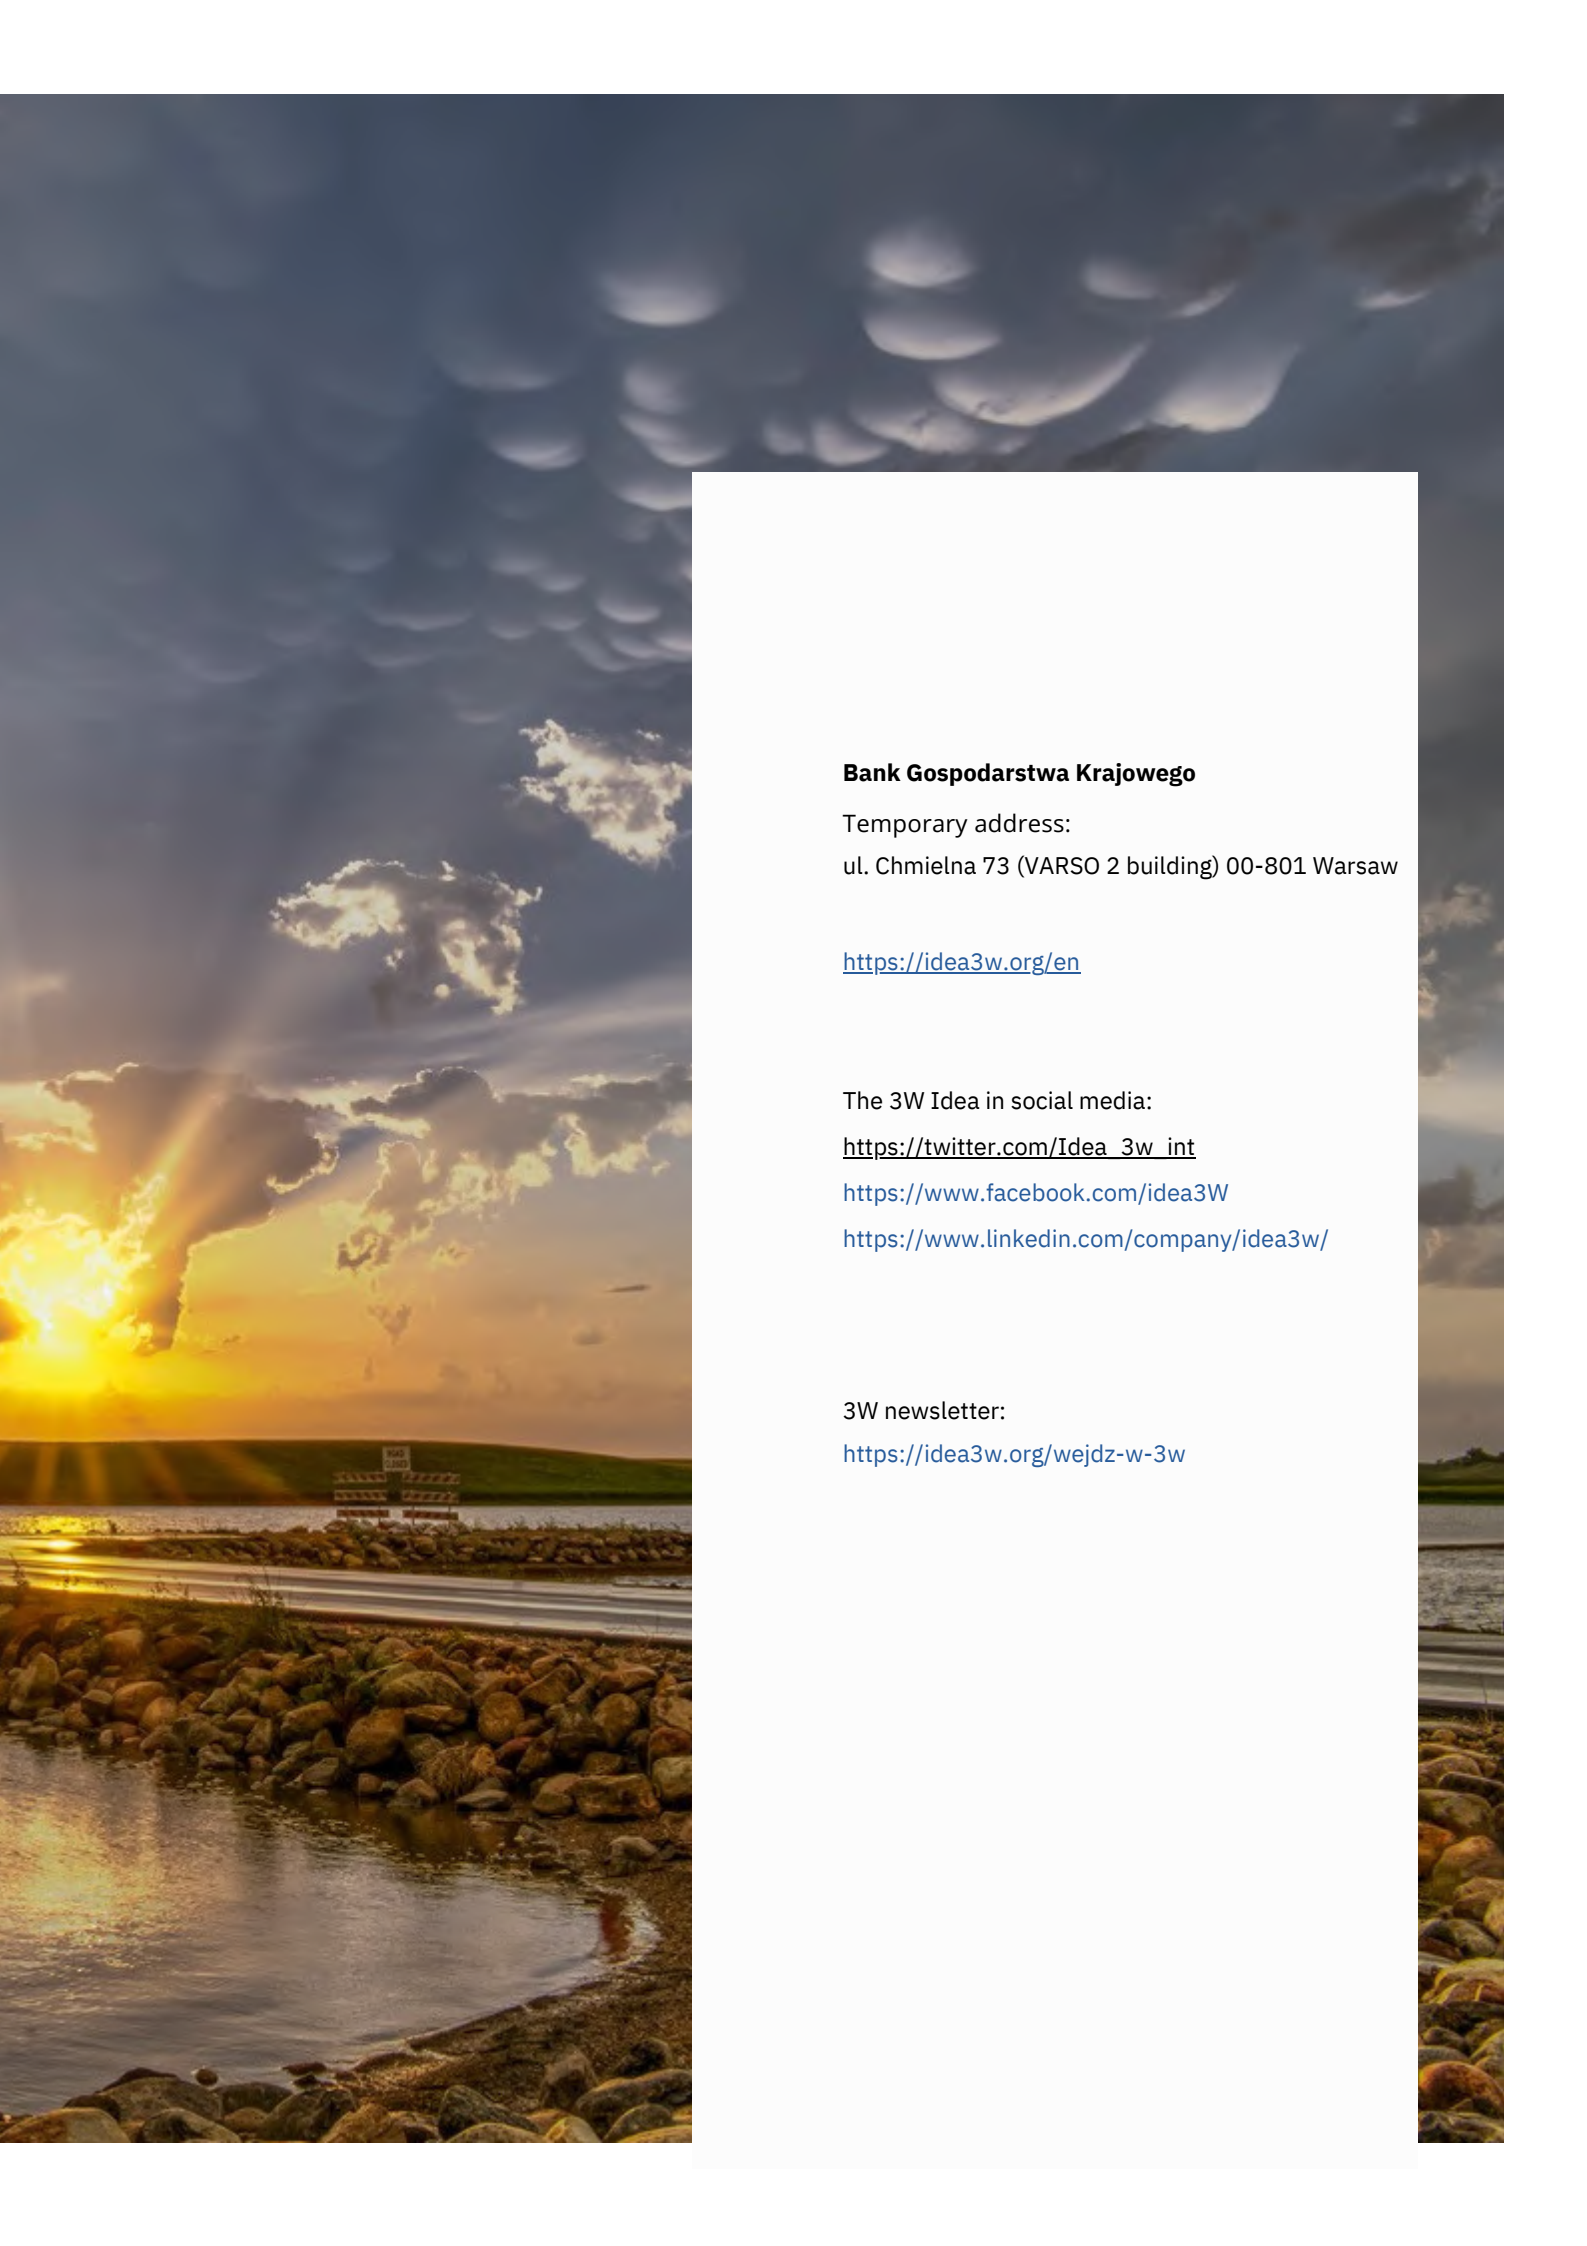 Bank Gospodarstwa Krajowego
Temporary address:
ul. Chmielna 73 (VARSO 2 building) 00-801 Warsaw
https://idea3w.org/en
The 3W Idea in social media:
https://twitter.com/Idea_3w_int
https://www.facebook.com/idea3W
https://www.linkedin.com/company/idea3w/
3W newsletter:
https://idea3w.org/wejdz-w-3w
ROAD
CLOSED